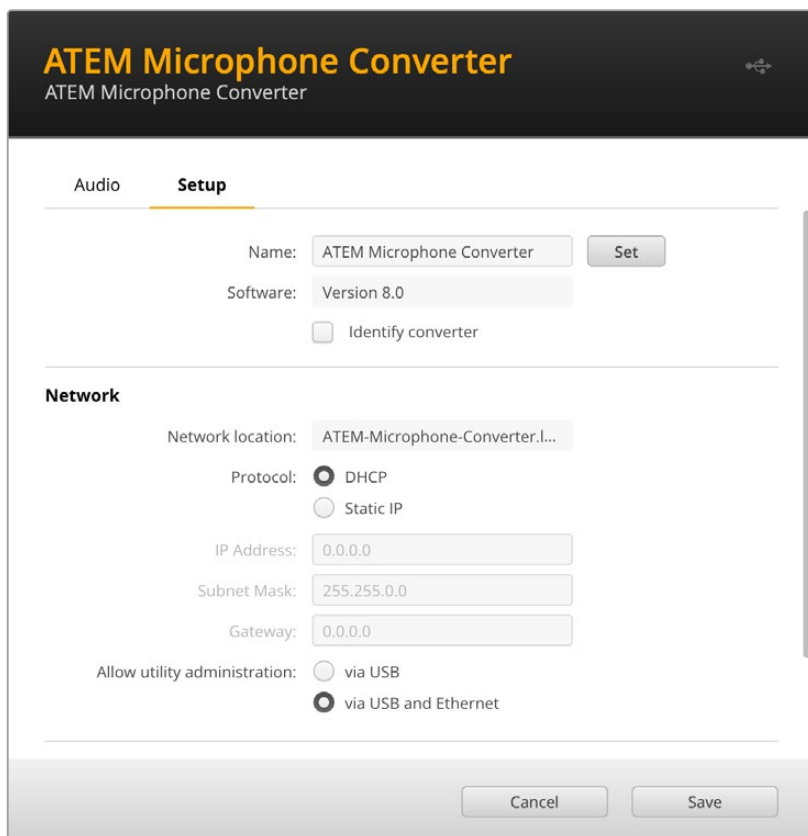 ATEM Microphone Converter
ATEM Microphone Converter
Audio Setup
Name: ATEM Microphone Converter Set
Software: Version 8.0
Identify converter
Network
Network location: ATEM-Microphone-Converter.l...
Protocol: DHCP
Static IP
IP Address: 0.0.0.0
Subnet Mask: 255.255.0.0
Gateway: 0.0.0.0
Allow utility administration: via USB
via USB and Ethernet
Cancel Save